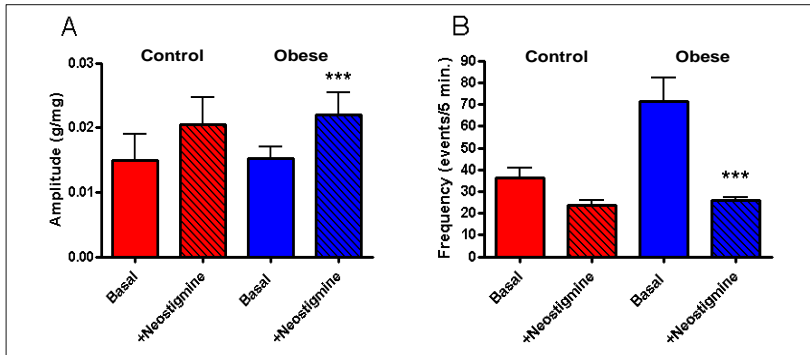 A
Control
Obese
Amplitude (g/mg)
0.03
0.02
0.01
0.00
***
Basal
+Neostigmine
Basal
+Neostigmine
B
Control
Obese
Frequency (events/5 min.)
90
80
70
60
50
40
30
20
10
0
***
Basal
+Neostigmine
Basal
+Neostigmine